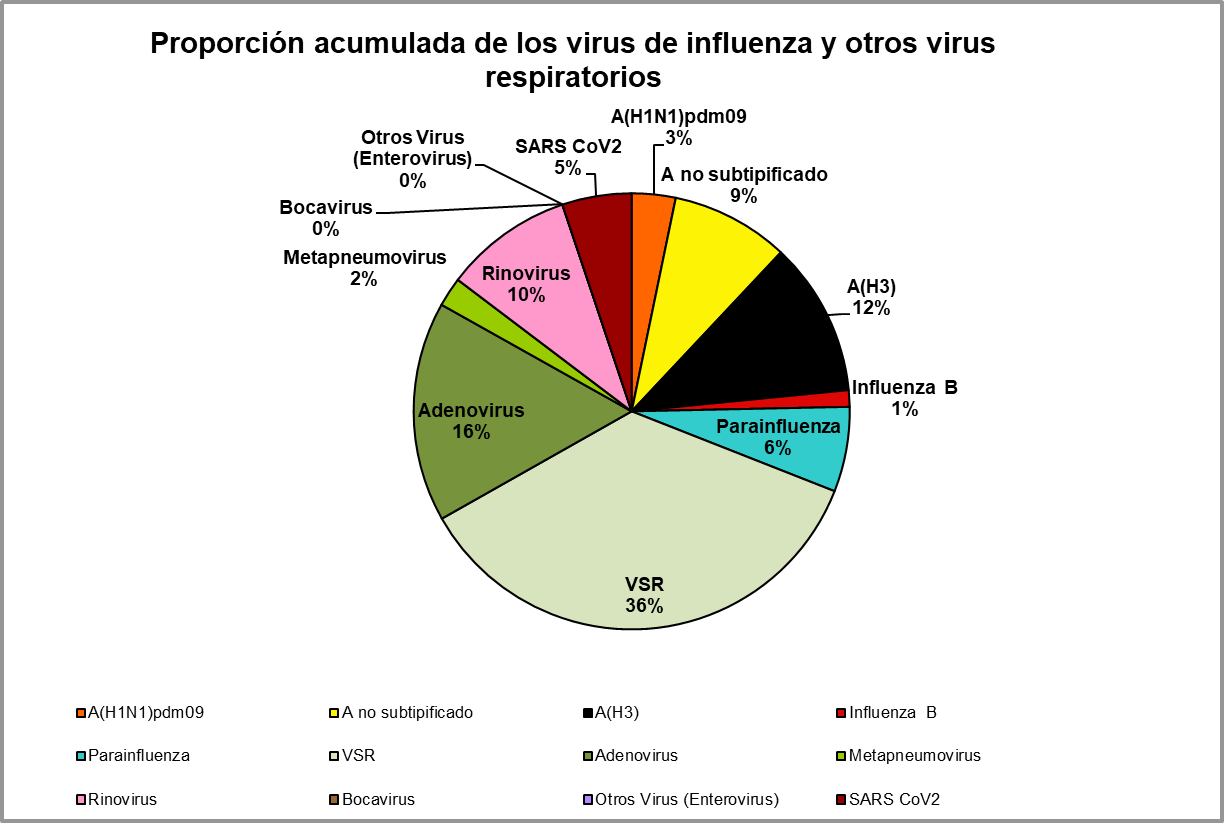 Proporción acumulada de los virus de influenza y otros virus
respiratorios
A(H1N1)pdm09
3%
A no subtipificado
9%
A(H3)
12%
Influenza B
1%
Parainfluenza
6%
VSR
36%
Adenovirus
16%
Metapneumovirus
2%
Rinovirus
10%
Bocavirus
0%
Otros Virus
(Enterovirus)
0%
SARS CoV2
5%
A(H1N1)pdm09
A no subtipificado
A(H3)
Influenza B
Parainfluenza
VSR
Adenovirus
Metapneumovirus
Rinovirus
Bocavirus
Otros Virus (Enterovirus)
SARS CoV2